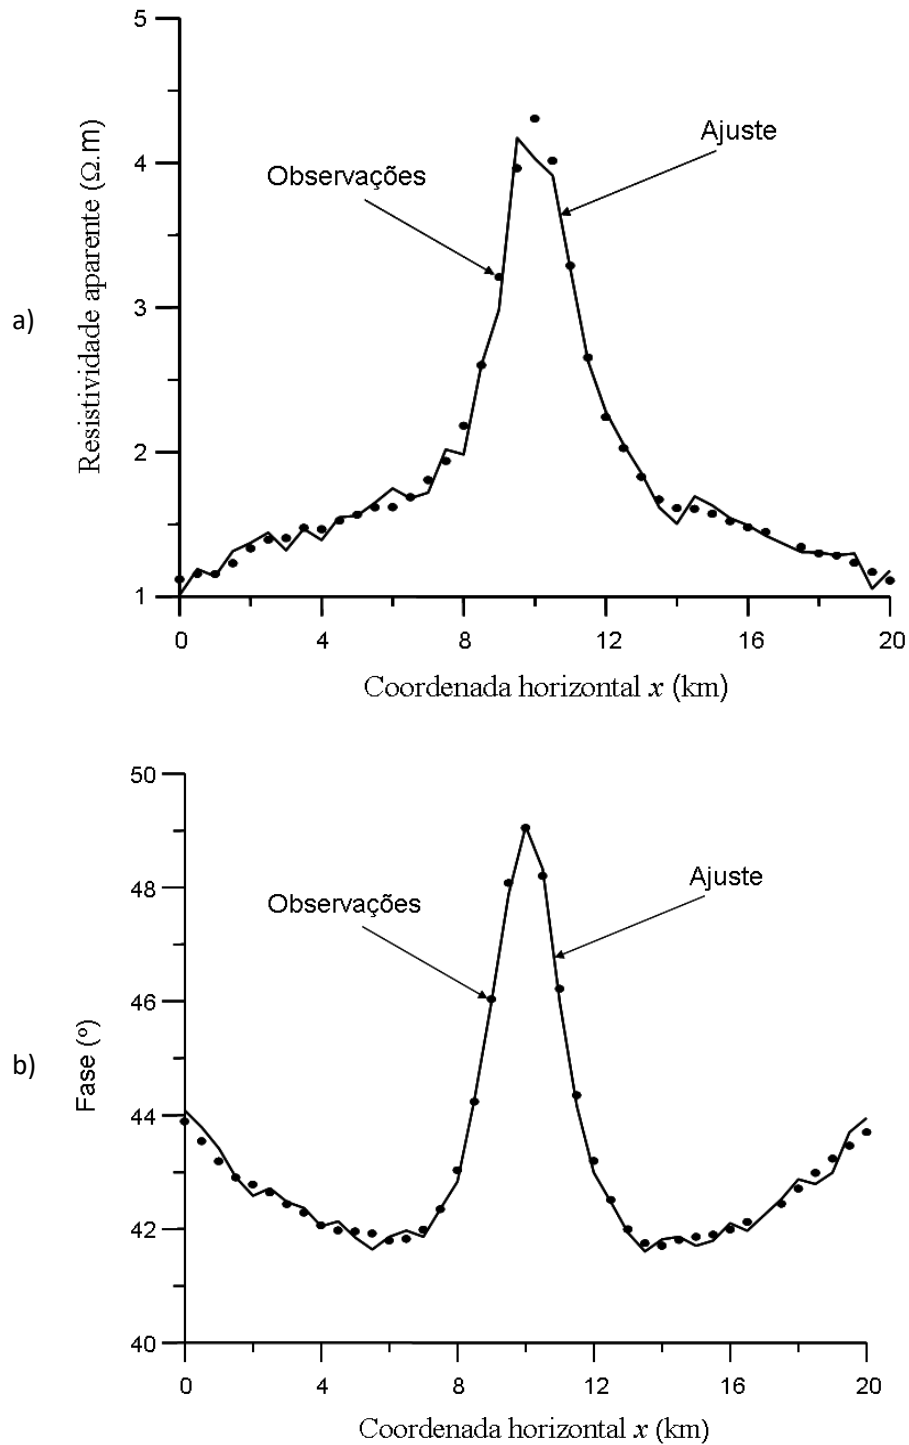 a)
Resistividade aparente (Ω.m)
5
4
3
2
1
Observações
Ajuste
0 4 8 12 16 20
Coordenada horizontal x (km)
b)
Fase (º)
50
48
46
44
42
40
Observações
Ajuste
0 4 8 12 16 20
Coordenada horizontal x (km)